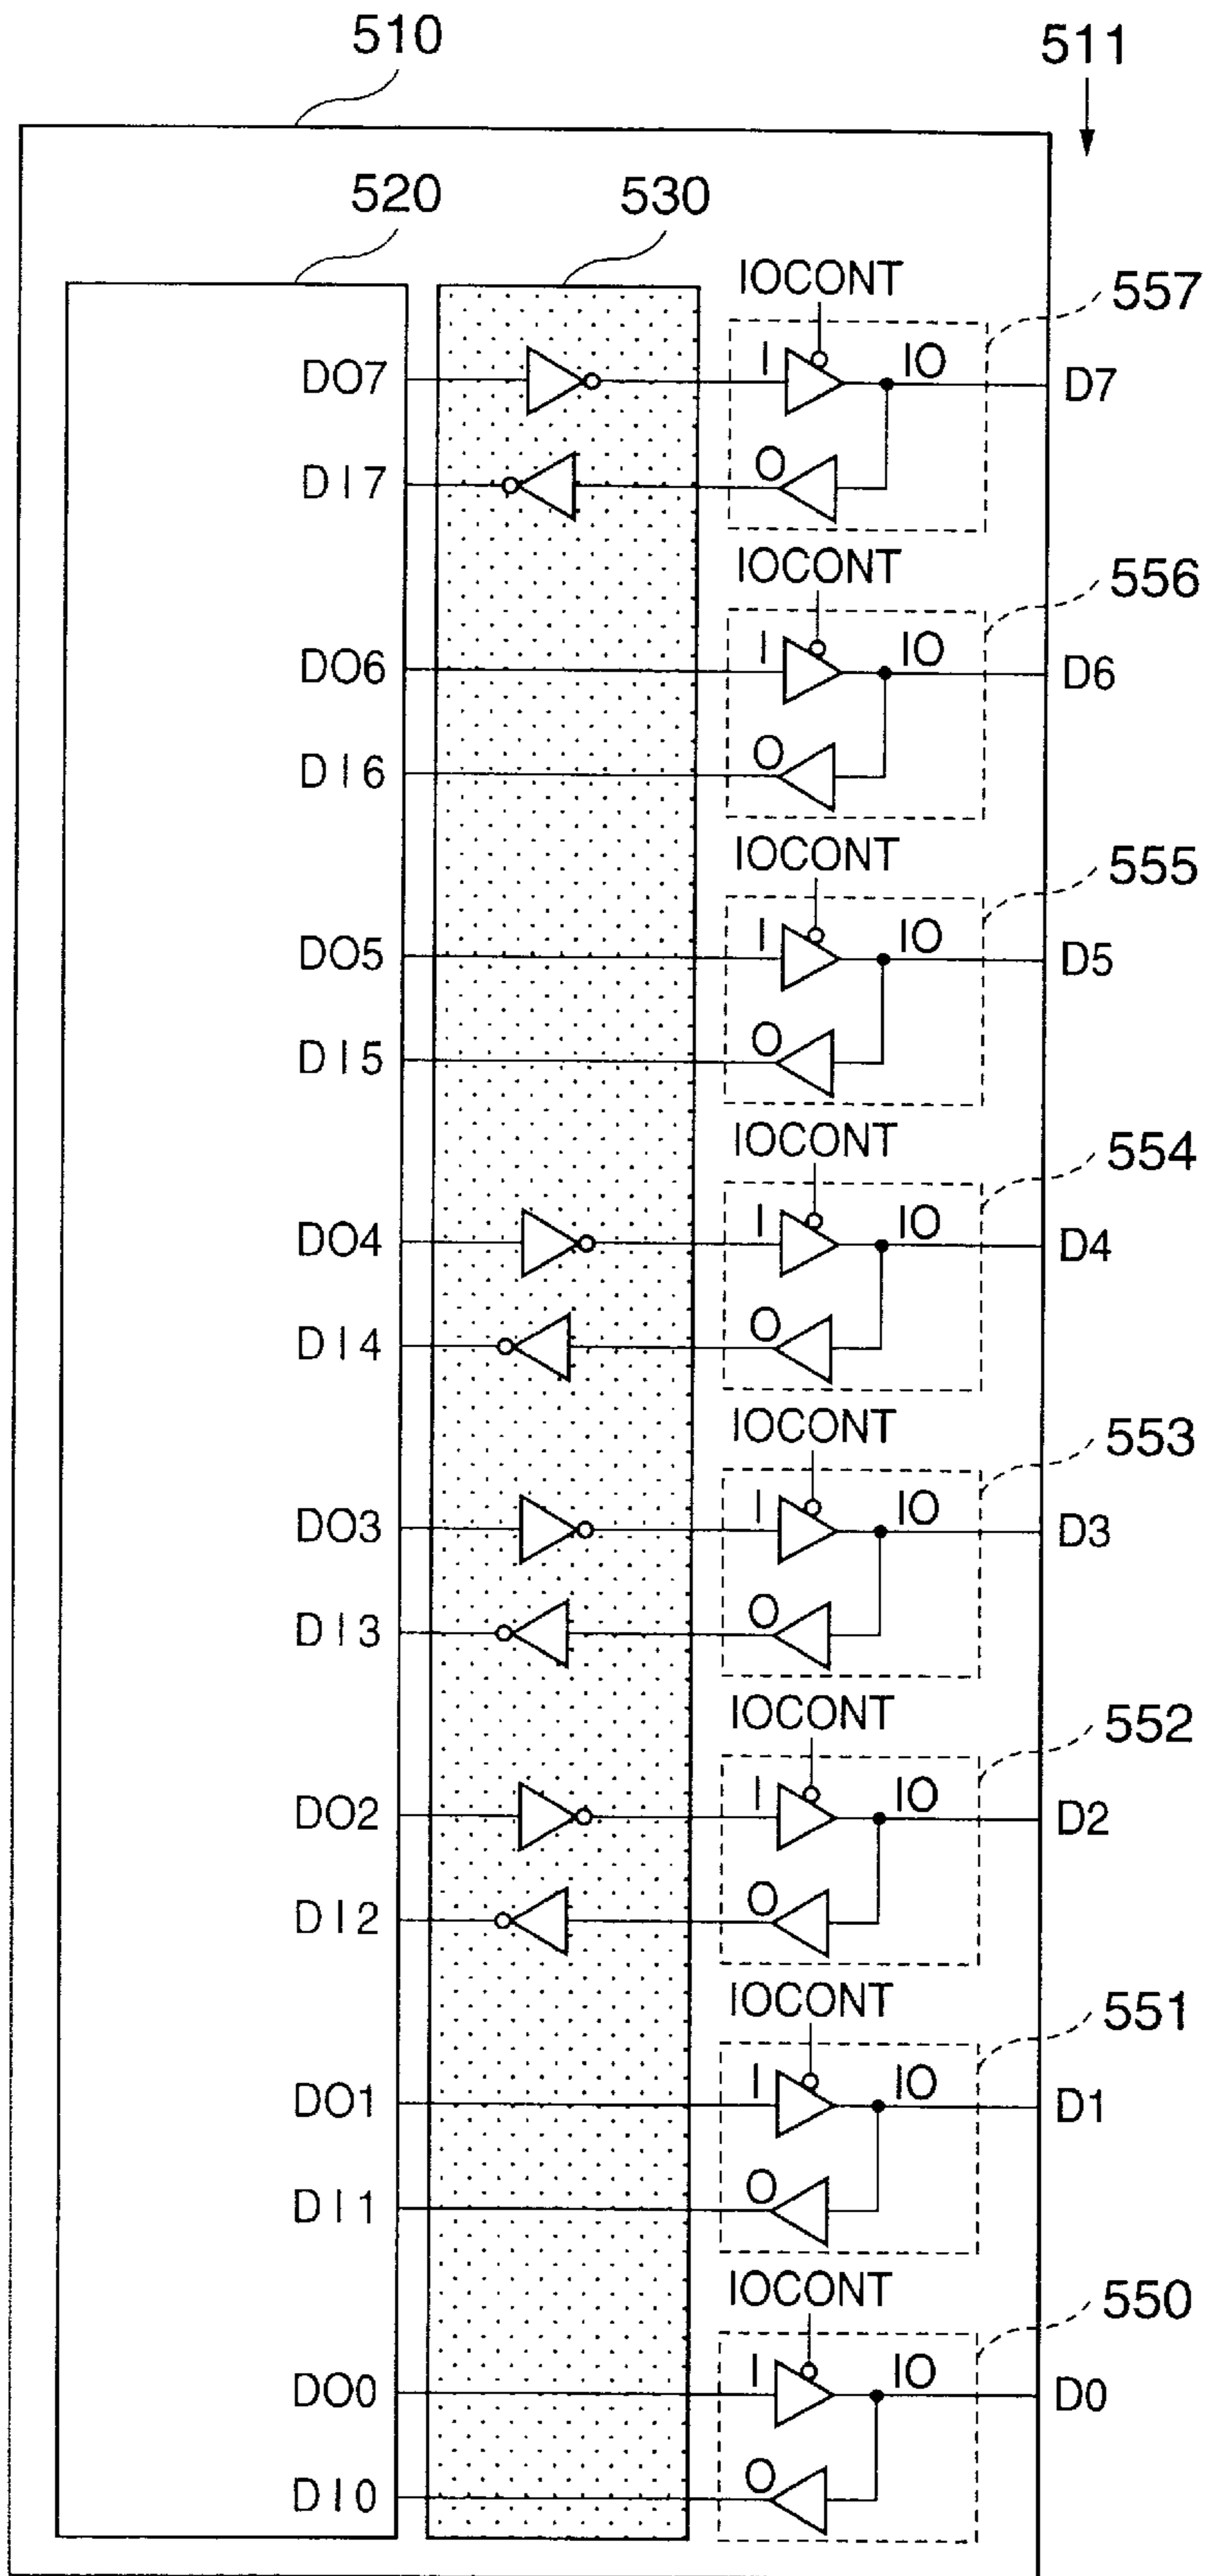 510
511
520
530
IOCONT
557
DO7
I
IO
D7
DI7
O
IOCONT
556
DO6
I
IO
D6
DI6
O
IOCONT
555
DO5
I
IO
D5
DI5
O
IOCONT
554
DO4
I
IO
D4
DI4
O
IOCONT
553
DO3
I
IO
D3
DI3
O
IOCONT
552
DO2
I
IO
D2
DI2
O
IOCONT
551
DO1
I
IO
D1
DI1
O
IOCONT
550
DO0
I
IO
D0
DI0
O